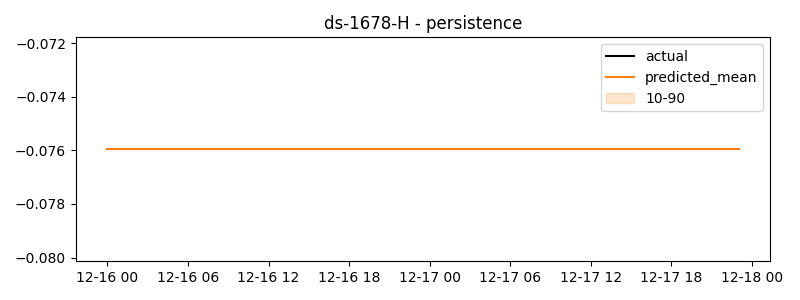 ds-1678-H - persistence
−0.072
−0.074
−0.076
−0.078
−0.080
actual
predicted_mean
10-90
12-16 00 12-16 06 12-16 12 12-16 18 12-17 00 12-17 06 12-17 12 12-17 18 12-18 00